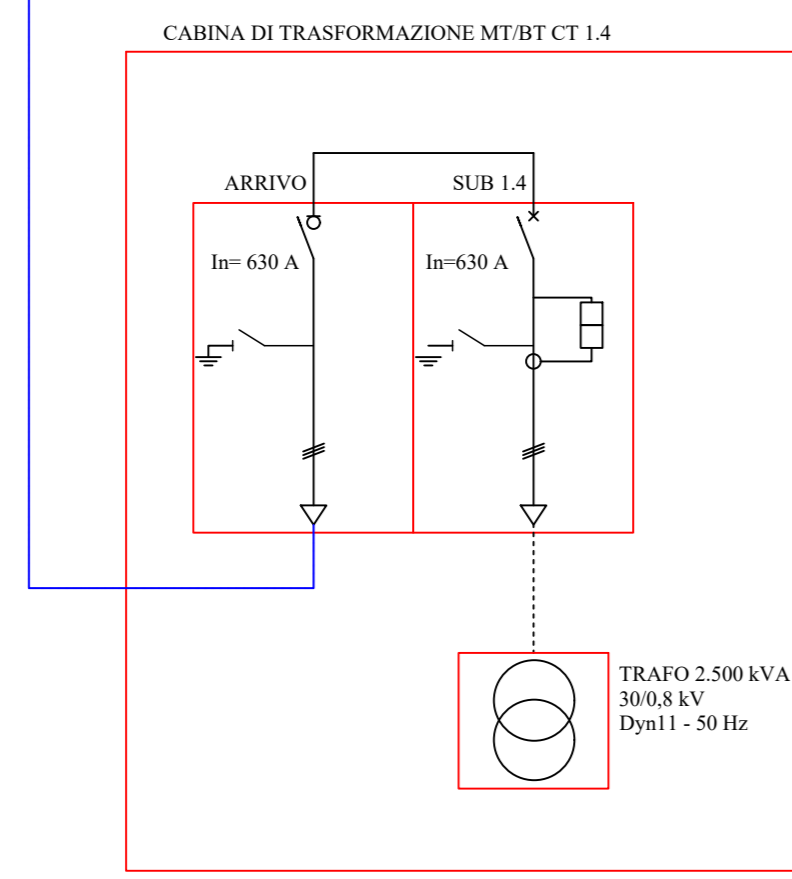 CABINA DI TRASFORMAZIONE MT/BT CT 1.4
ARRIVO
SUB 1.4
In= 630 A
In=630 A
TRAFO 2.500 kVA
30/0,8 kV
Dyn11 - 50 Hz